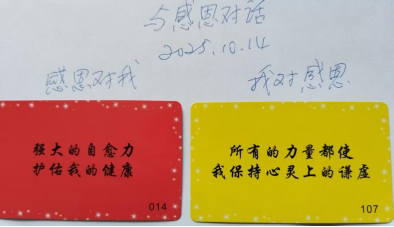 与感恩对话
2025.10.14
感恩对我
我对感恩
强大的自愈力
护佑我的健康
014
所有的力量都使
我保持心灵上的谦虚
107